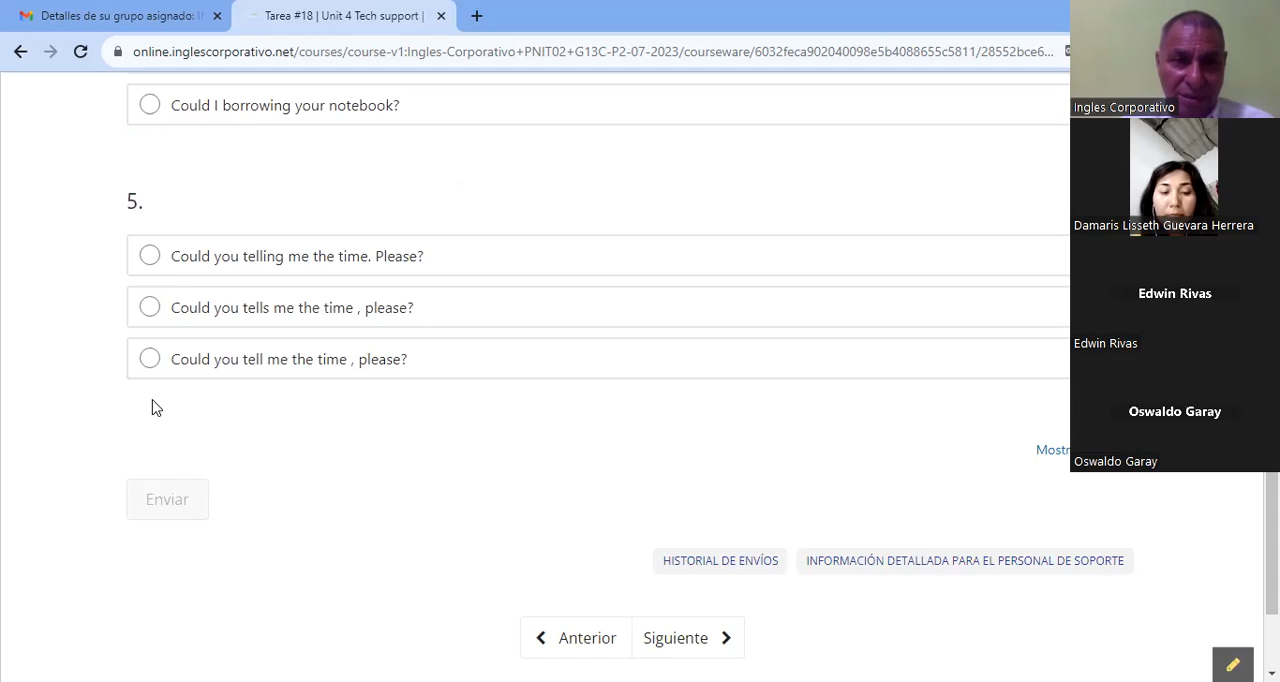 Detalles de su grupo asignado: I
Tarea #18 | Unit 4 Tech support |
online.inglescorporativo.net/courses/course-v1:Ingles-Corporativo+PNIT02+G13C-P2-07-2023/courseware/6032feca902040098e5b4088655c5811/28552bce6...
Ingles Corporativo
Could I borrowing your notebook?
5.
Damaris Lisseth Guevara Herrera
Could you telling me the time. Please?
Edwin Rivas
Could you tells me the time , please?
Edwin Rivas
Could you tell me the time , please?
Oswaldo Garay
Mostr
Oswaldo Garay
Enviar
HISTORIAL DE ENVÍOS
INFORMACIÓN DETALLADA PARA EL PERSONAL DE SOPORTE
Anterior
Siguiente